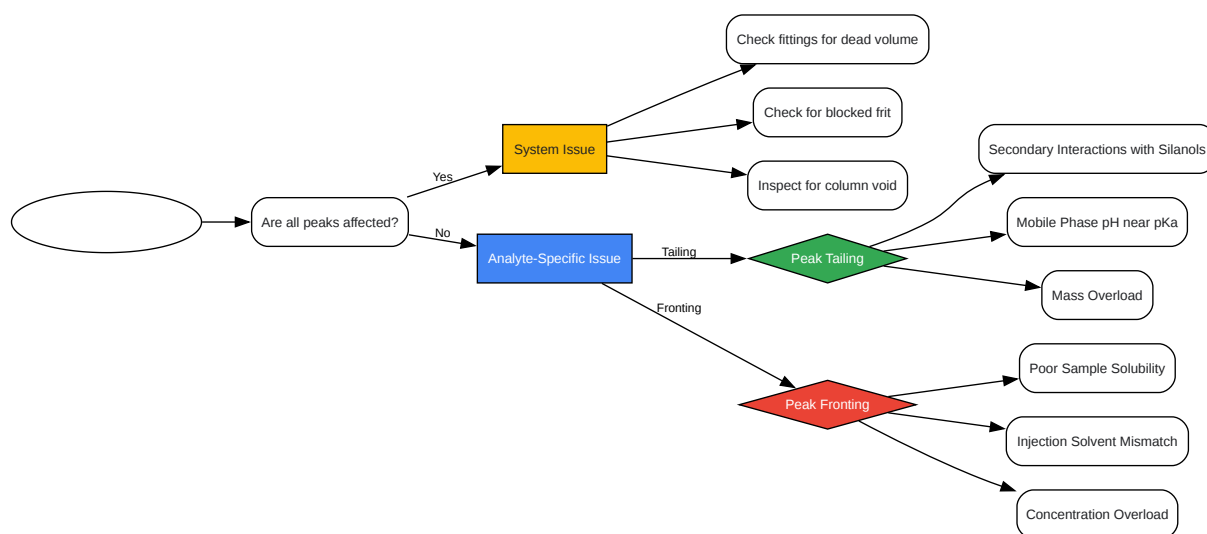 Are all peaks affected?
Yes
No
System Issue
Check fittings for dead volume
Check for blocked frit
Inspect for column void
Analyte-Specific Issue
Tailing
Fronting
Peak Tailing
Secondary Interactions with Silanols
Mobile Phase pH near pKa
Mass Overload
Peak Fronting
Poor Sample Solubility
Injection Solvent Mismatch
Concentration Overload